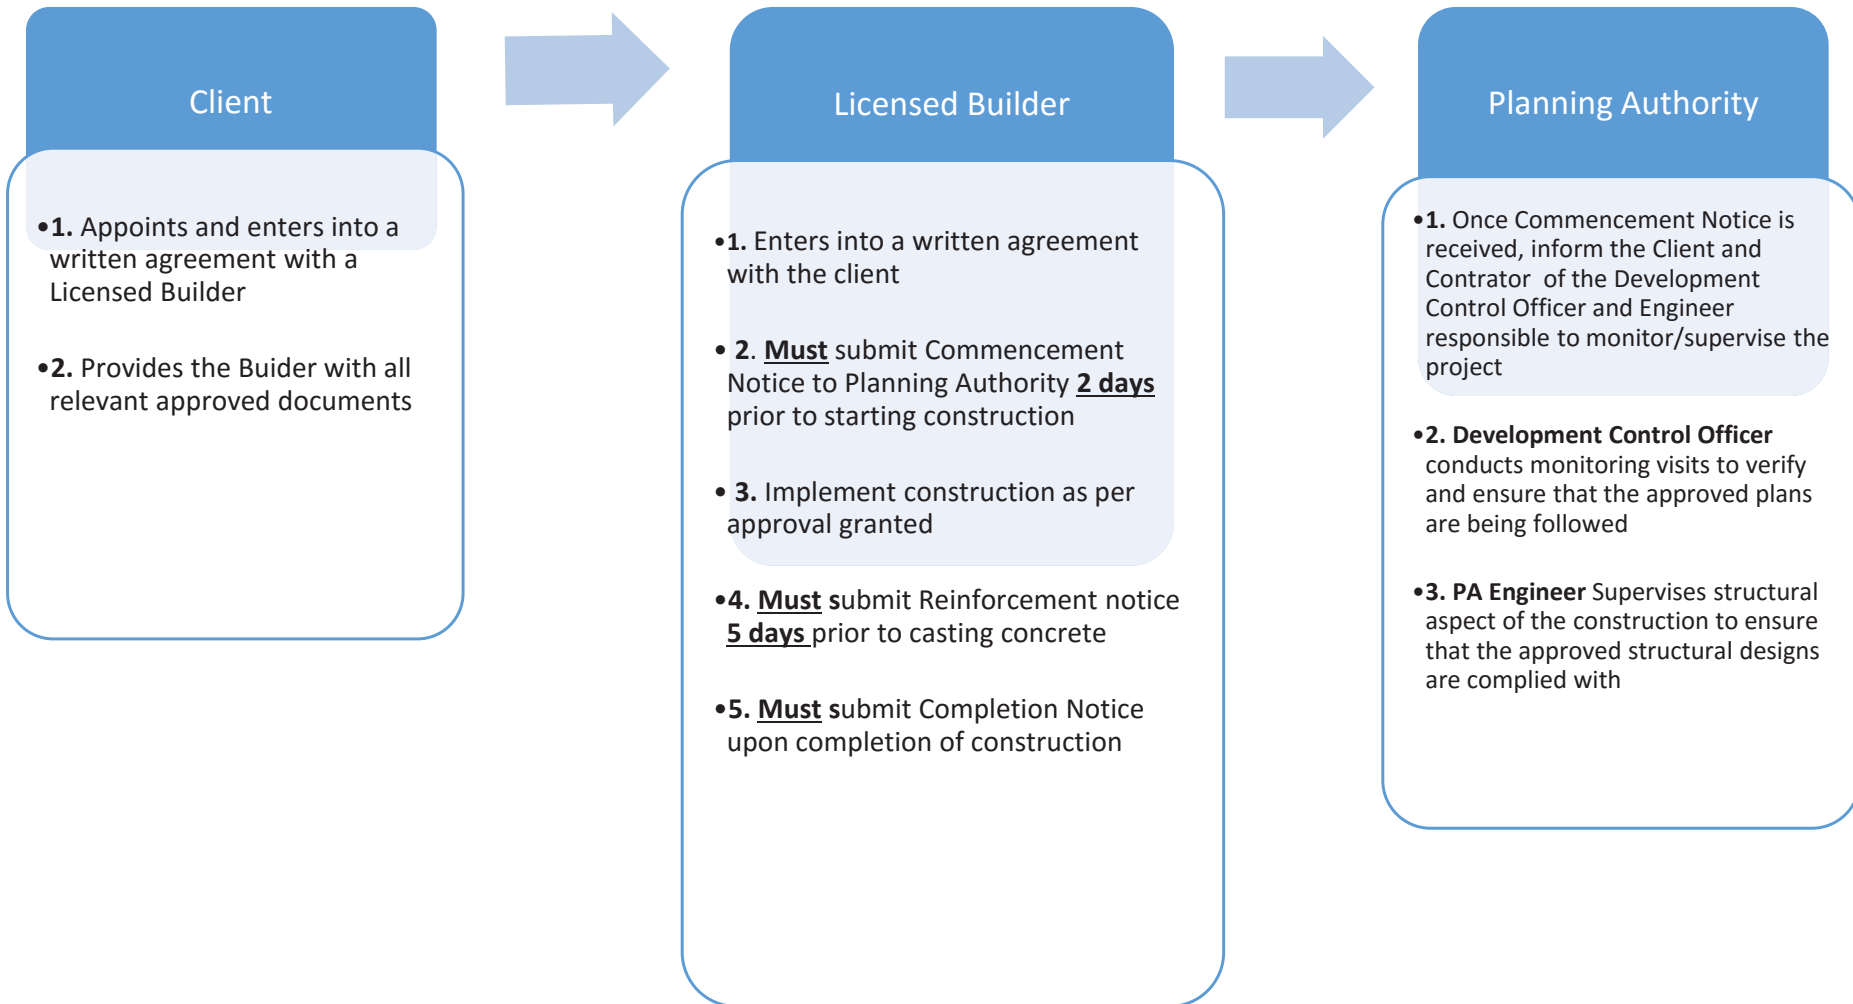 Client
•1. Appoints and enters into a
written agreement with a
Licensed Builder
•2. Provides the Buider with all
relevant approved documents
Licensed Builder
•1. Enters into a written agreement
with the client
• 2. Must submit Commencement
Notice to Planning Authority 2 days
prior to starting construction
• 3. Implement construction as per
approval granted
•4. Must submit Reinforcement notice
5 days prior to casting concrete
•5. Must submit Completion Notice
upon completion of construction
Planning Authority
•1. Once Commencement Notice is
received, inform the Client and
Contrator of the Development
Control Officer and Engineer
responsible to monitor/supervise the
project
•2. Development Control Officer
conducts monitoring visits to verify
and ensure that the approved plans
are being followed
•3. PA Engineer Supervises structural
aspect of the construction to ensure
that the approved structural designs
are complied with